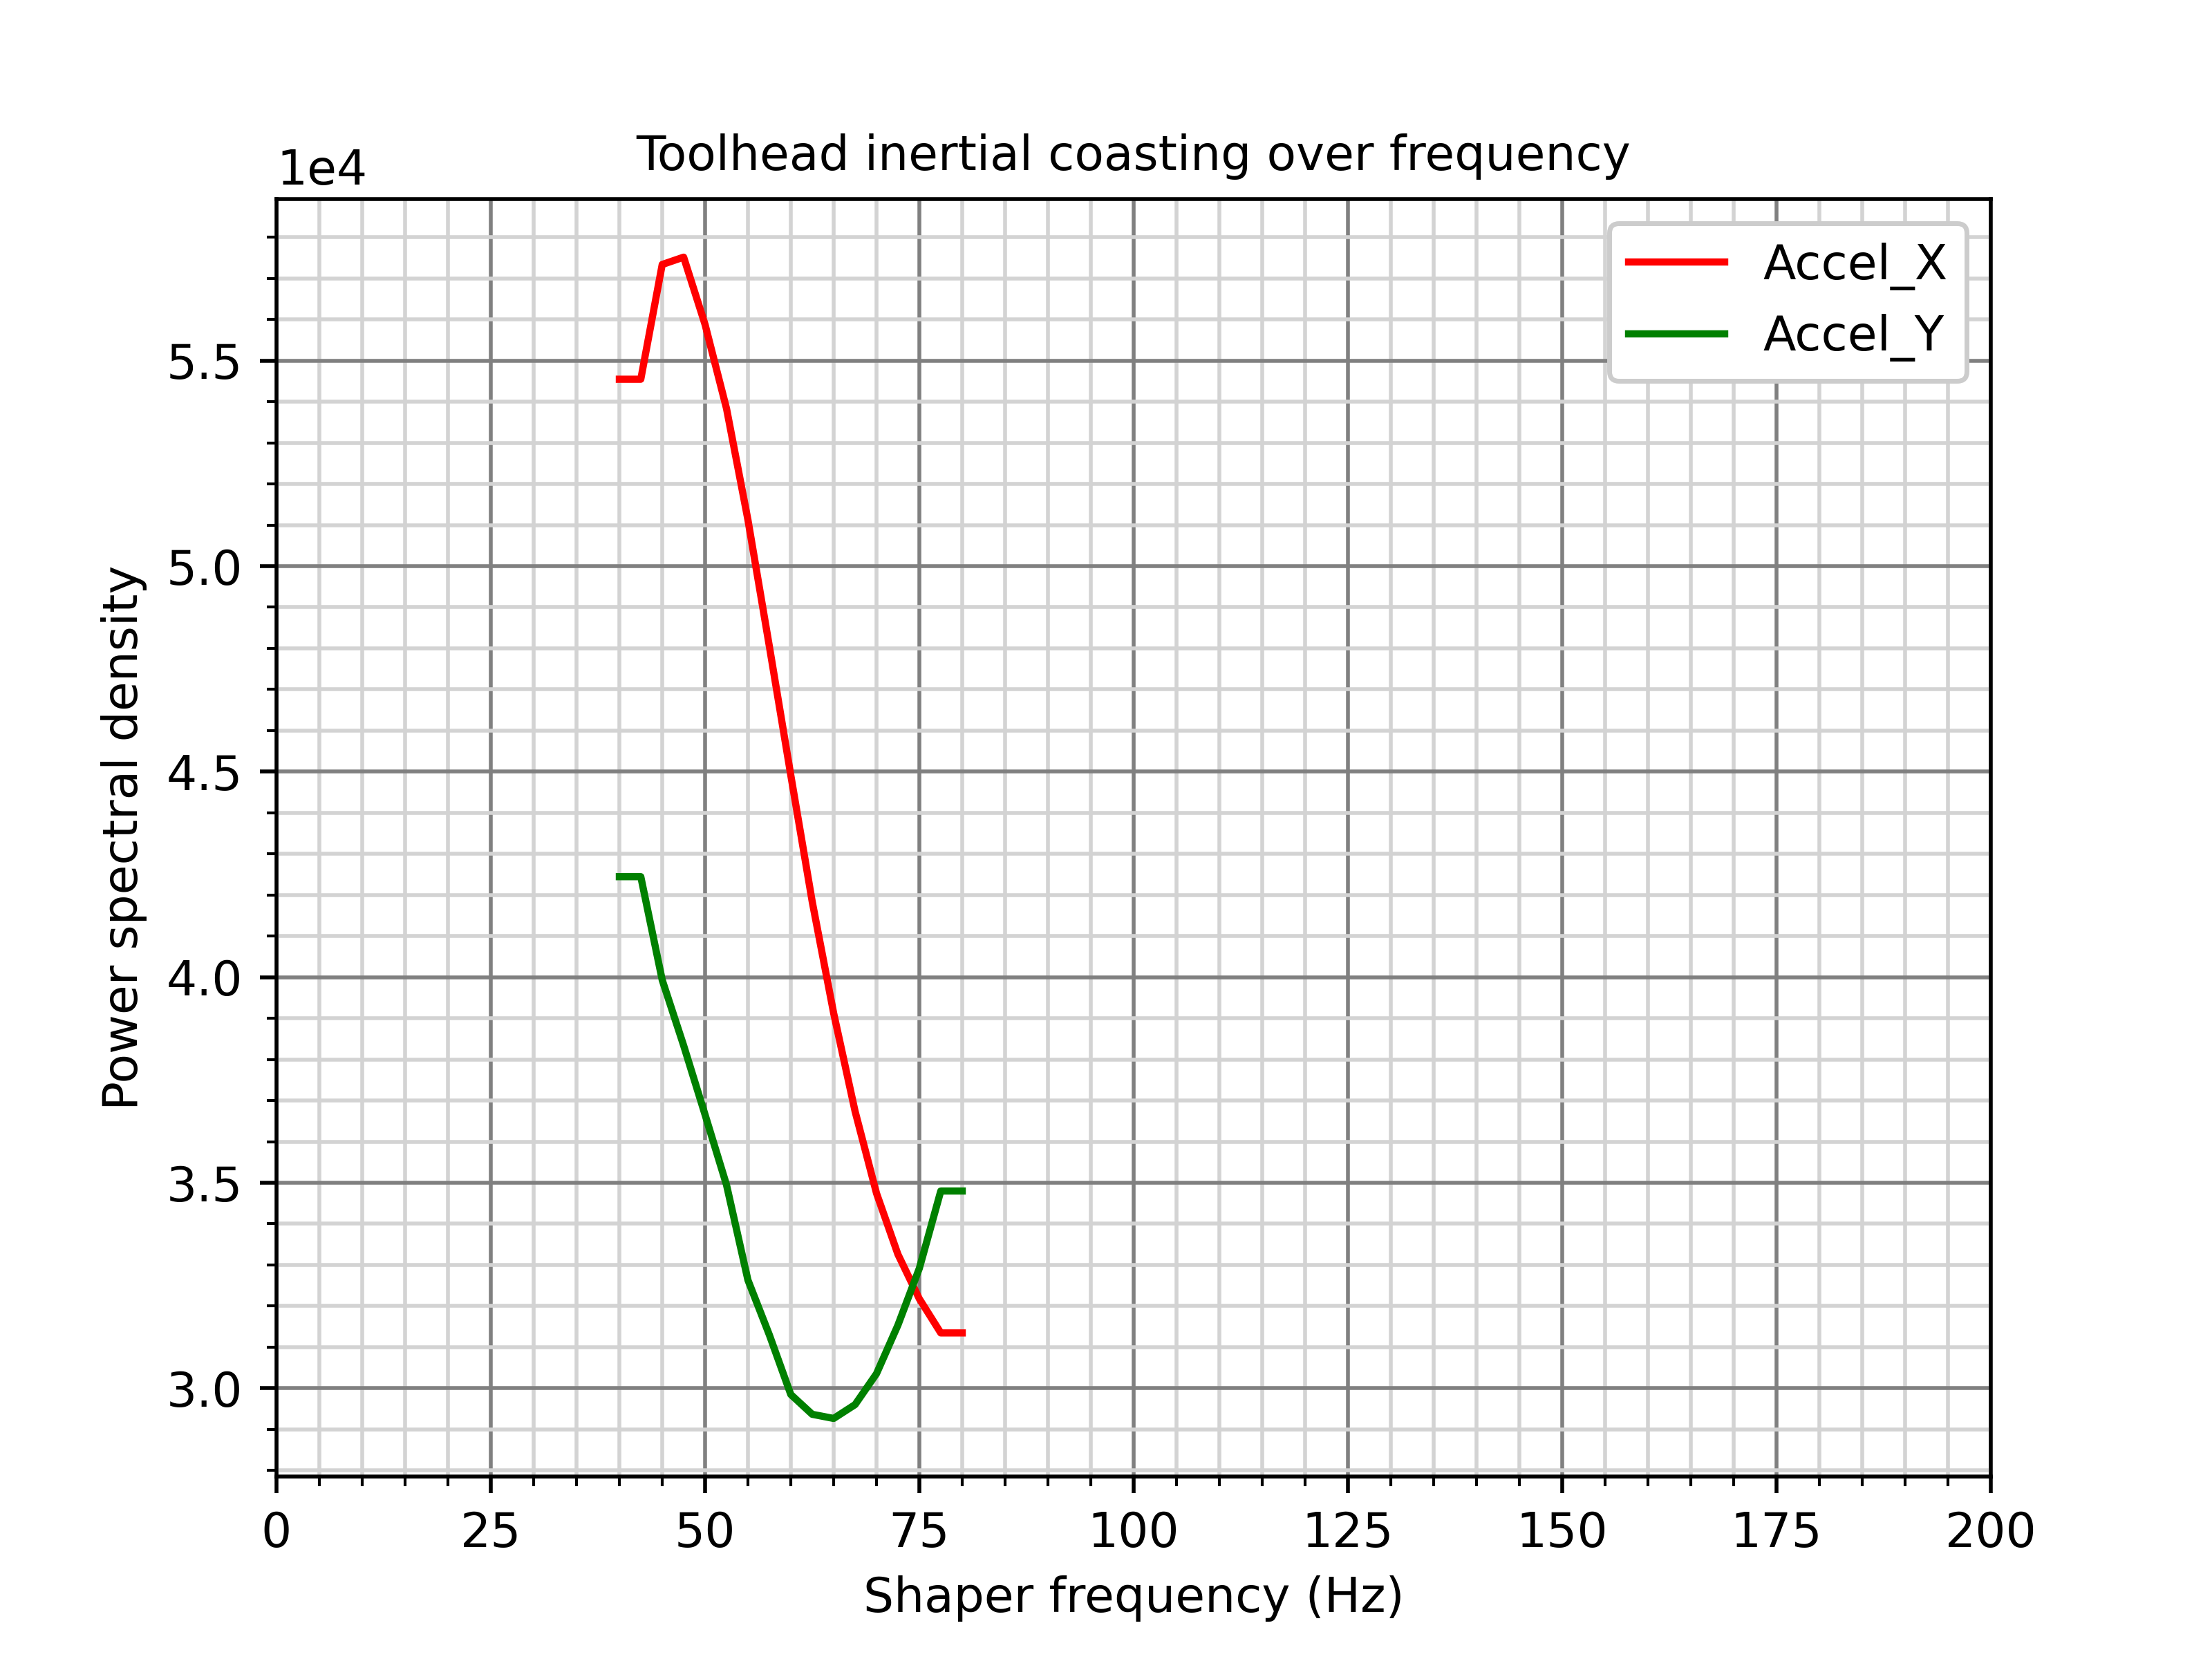 Toolhead inertial coasting over frequency
1e4
Accel_X
Accel_Y
5.5
5.0
4.5
4.0
3.5
3.0
Power spectral density
0 25 50 75 100 125 150 175 200
Shaper frequency (Hz)